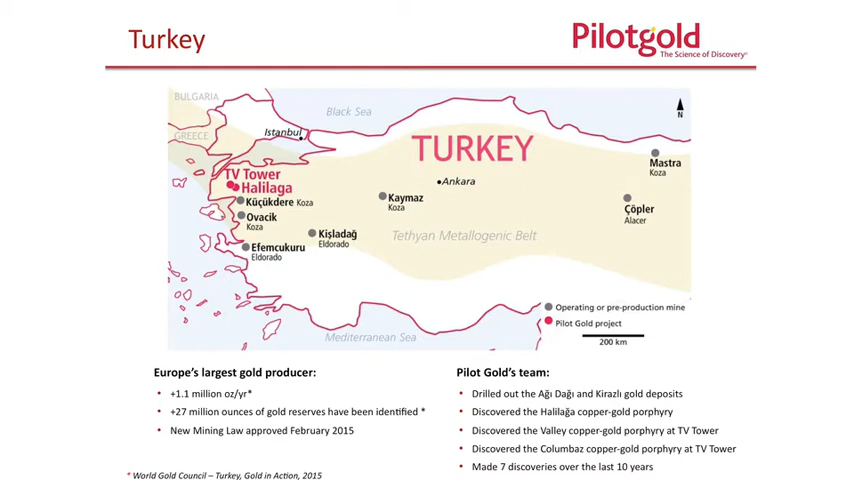 Turkey
Pilotgold
The Science of Discovery
BULGARIA
Black Sea
N
GREECE
Istanbul
TURKEY
Mastra
Koza
TV Tower
Halilaga
Ankara
Küçükdere Koza
Kaymaz
Koza
Çöpler
Alacer
Ovacik
Koza
Kişladağ
Eldorado
Tethyan Metallogenic Belt
Efemcukuru
Eldorado
Operating or pre-production mine
Pilot Gold project
Mediterranean Sea
200 km
Europe's largest gold producer:
• +1.1 million oz/yr*
• +27 million ounces of gold reserves have been identified *
• New Mining Law approved February 2015
Pilot Gold's team:
• Drilled out the Ağı Dağı and Kirazlı gold deposits
• Discovered the Halilağa copper-gold porphyry
• Discovered the Valley copper-gold porphyry at TV Tower
• Discovered the Columbaz copper-gold porphyry at TV Tower
• Made 7 discoveries over the last 10 years
* World Gold Council – Turkey, Gold in Action, 2015